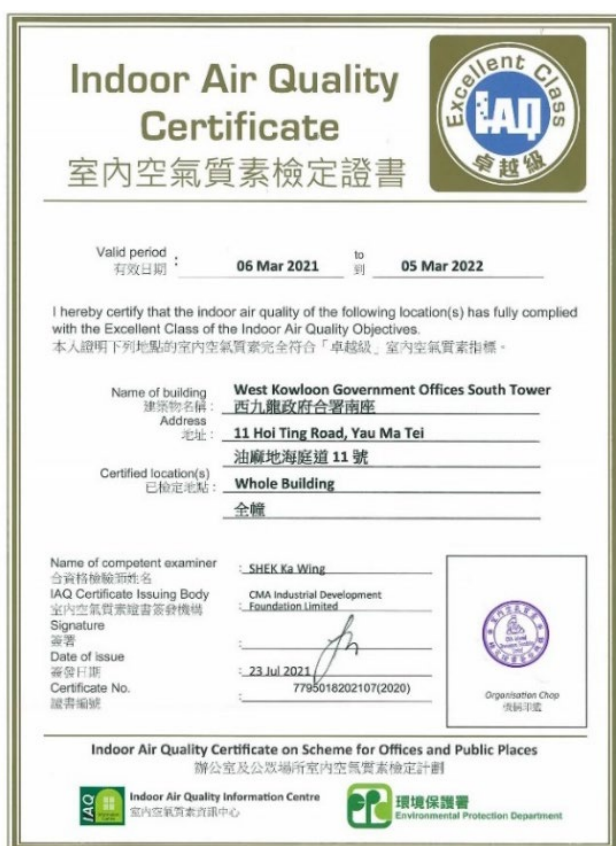 Indoor Air Quality
Certificate
室內空氣質素檢定證書
Excellent Class
IAQ
卓越級
Valid period :
有效日期
06 Mar 2021
to
到
05 Mar 2022
I hereby certify that the indoor air quality of the following location(s) has fully complied
with the Excellent Class of the Indoor Air Quality Objectives.
本人證明下列地點的室內空氣質素完全符合「卓越級」室內空氣質素指標。
Name of building
建築物名稱：
West Kowloon Government Offices South Tower
西九龍政府合署南座
Address
地址：
11 Hoi Ting Road, Yau Ma Tei
油麻地海庭道 11 號
Certified location(s)
已檢定地點：
Whole Building
全幢
Name of competent examiner
合資格檢驗師姓名
: SHEK Ka Wing
IAQ Certificate Issuing Body
室內空氣質素證書簽發機構
CMA Industrial Development
: Foundation Limited
Signature
簽署
:
Date of issue
簽發日期
: 23 Jul 2021
Certificate No.
證書編號
: 7795018202107(2020)
Organisation Chop
機構印鑑
Indoor Air Quality Certificate on Scheme for Offices and Public Places
辦公室及公眾場所室內空氣質素檢定計劃
IAQ
Indoor Air Quality Information Centre
室內空氣質素資訊中心
環境保護署
Environmental Protection Department